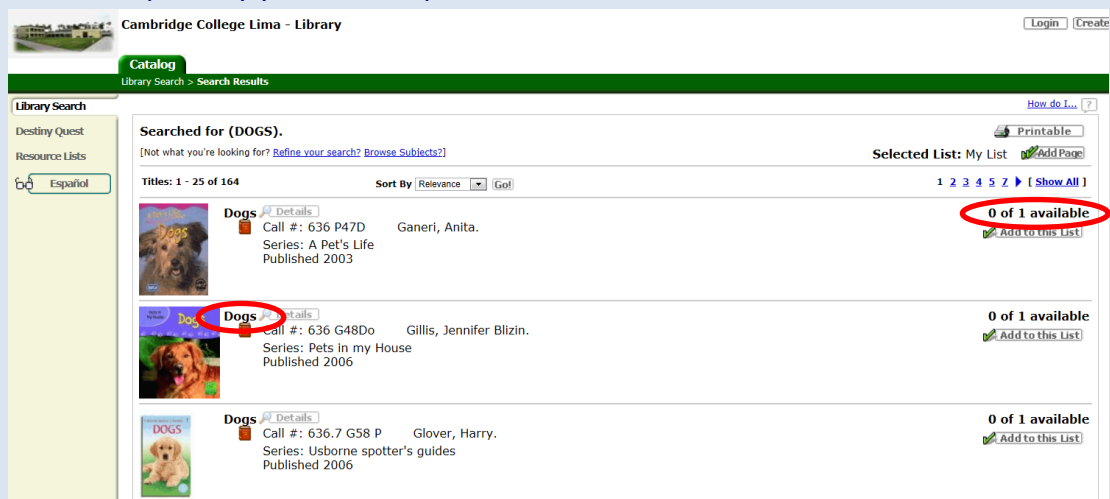 Cambridge College Lima - Library
Login Create
Catalog
Library Search > Search Results
Library Search
How do I... ?
Destiny Quest
Resource Lists
Español
Searched for (DOGS).
Printable
[Not what you're looking for? Refine your search? Browse Subjects?]
Selected List: My List Add Page
Titles: 1 - 25 of 164
Sort By Relevance Go!
1 2 3 4 5 7 [ Show All ]
Dogs Details
0 of 1 available
Call #: 636 P47D Ganeri, Anita.
Add to this List
Series: A Pet's Life
Published 2003
Dogs
Dogs Details
0 of 1 available
Call #: 636 G48Do Gillis, Jennifer Blizin.
Add to this List
Series: Pets in my House
Published 2006
Dogs
Dogs Details
0 of 1 available
Call #: 636.7 G58 P Glover, Harry.
Add to this List
Series: Usborne spotter's guides
Published 2006
DOGS